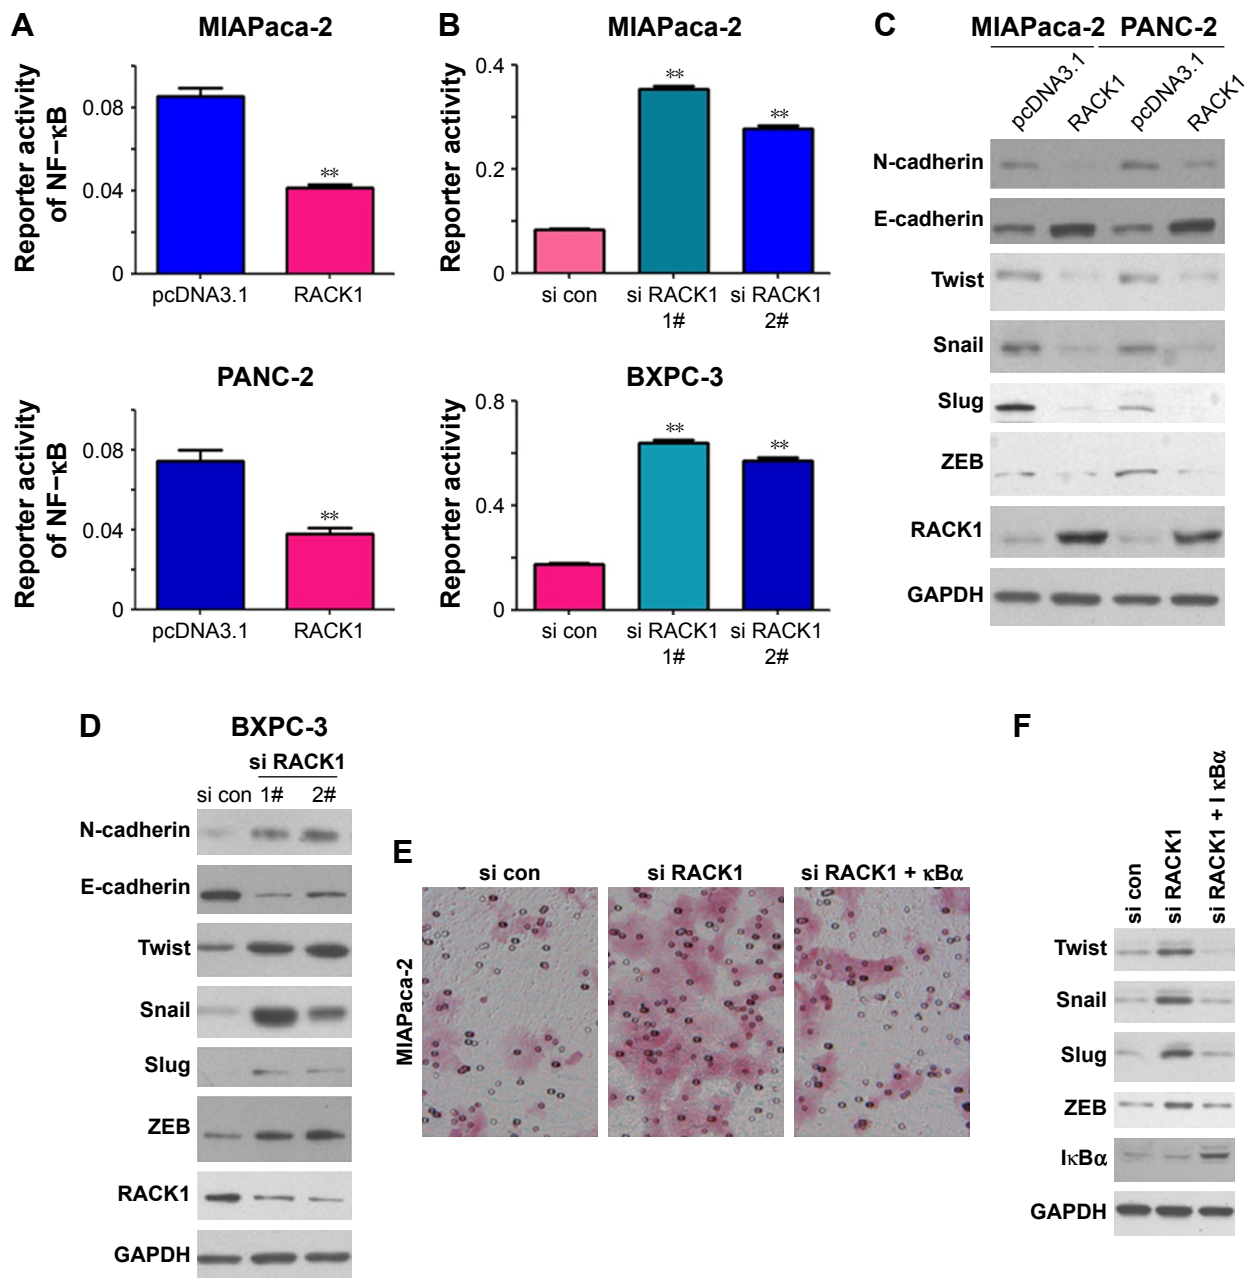 A
MIAPaca-2
Reporter activity
of NF−κB
0.08
0.04
0
**
pcDNA3.1
RACK1
PANC-2
Reporter activity
of NF−κB
0.08
0.04
0
**
pcDNA3.1
RACK1
B
MIAPaca-2
Reporter activity
0.4
0.2
0
**
**
si con
si RACK1
1#
si RACK1
2#
BXPC-3
Reporter activity
0.8
0.4
0
**
**
si con
si RACK1
1#
si RACK1
2#
C
MIAPaca-2 PANC-2
pcDNA3.1
RACK1
pcDNA3.1
RACK1
N-cadherin
E-cadherin
Twist
Snail
Slug
ZEB
RACK1
GAPDH
D
BXPC-3
si RACK1
si con 1# 2#
N-cadherin
E-cadherin
Twist
Snail
Slug
ZEB
RACK1
GAPDH
E
si con
si RACK1
si RACK1 + κBα
MIAPaca-2
F
si con
si RACK1
si RACK1 + I κBα
Twist
Snail
Slug
ZEB
IκBα
GAPDH